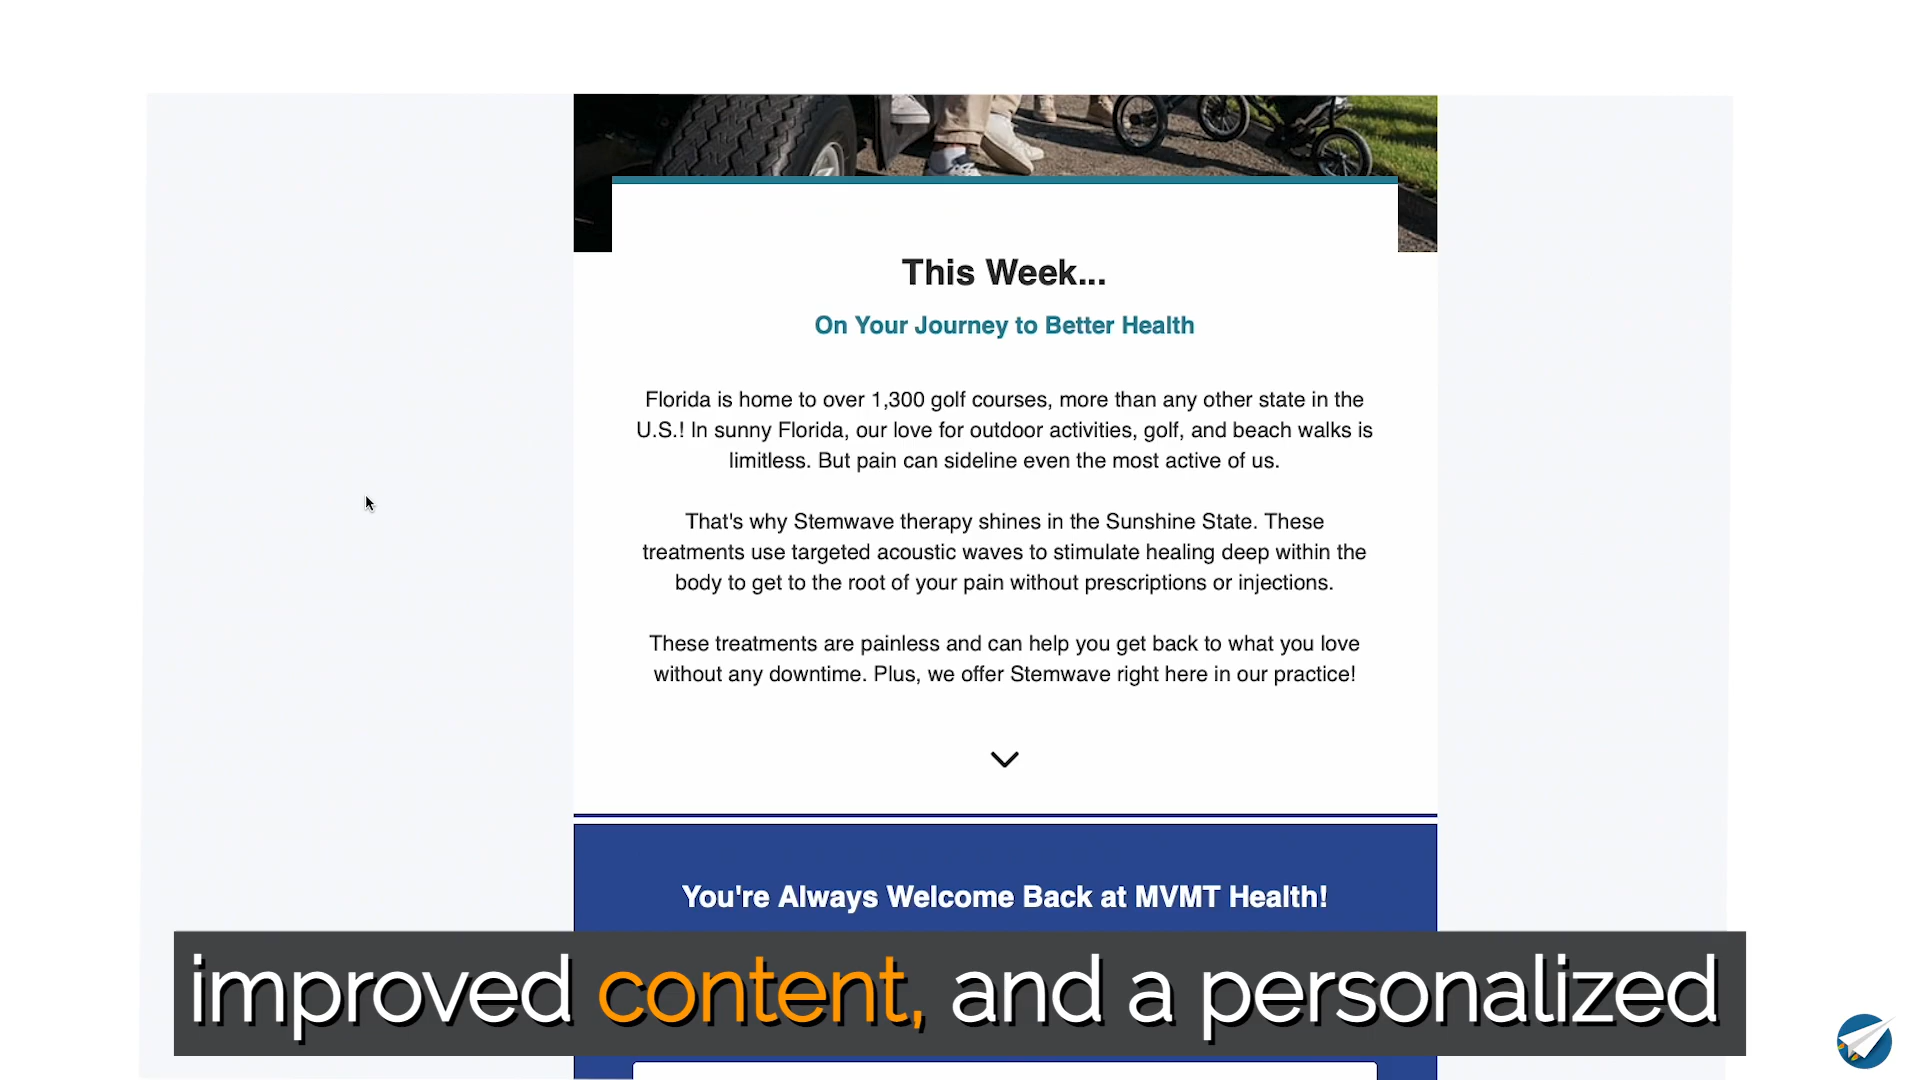 This Week...
On Your Journey to Better Health
Florida is home to over 1,300 golf courses, more than any other state in the
U.S.! In sunny Florida, our love for outdoor activities, golf, and beach walks is
limitless. But pain can sideline even the most active of us.
That's why Stemwave therapy shines in the Sunshine State. These
treatments use targeted acoustic waves to stimulate healing deep within the
body to get to the root of your pain without prescriptions or injections.
These treatments are painless and can help you get back to what you love
without any downtime. Plus, we offer Stemwave right here in our practice!
You're Always Welcome Back at MVMT Health!
improved content, and a personalized